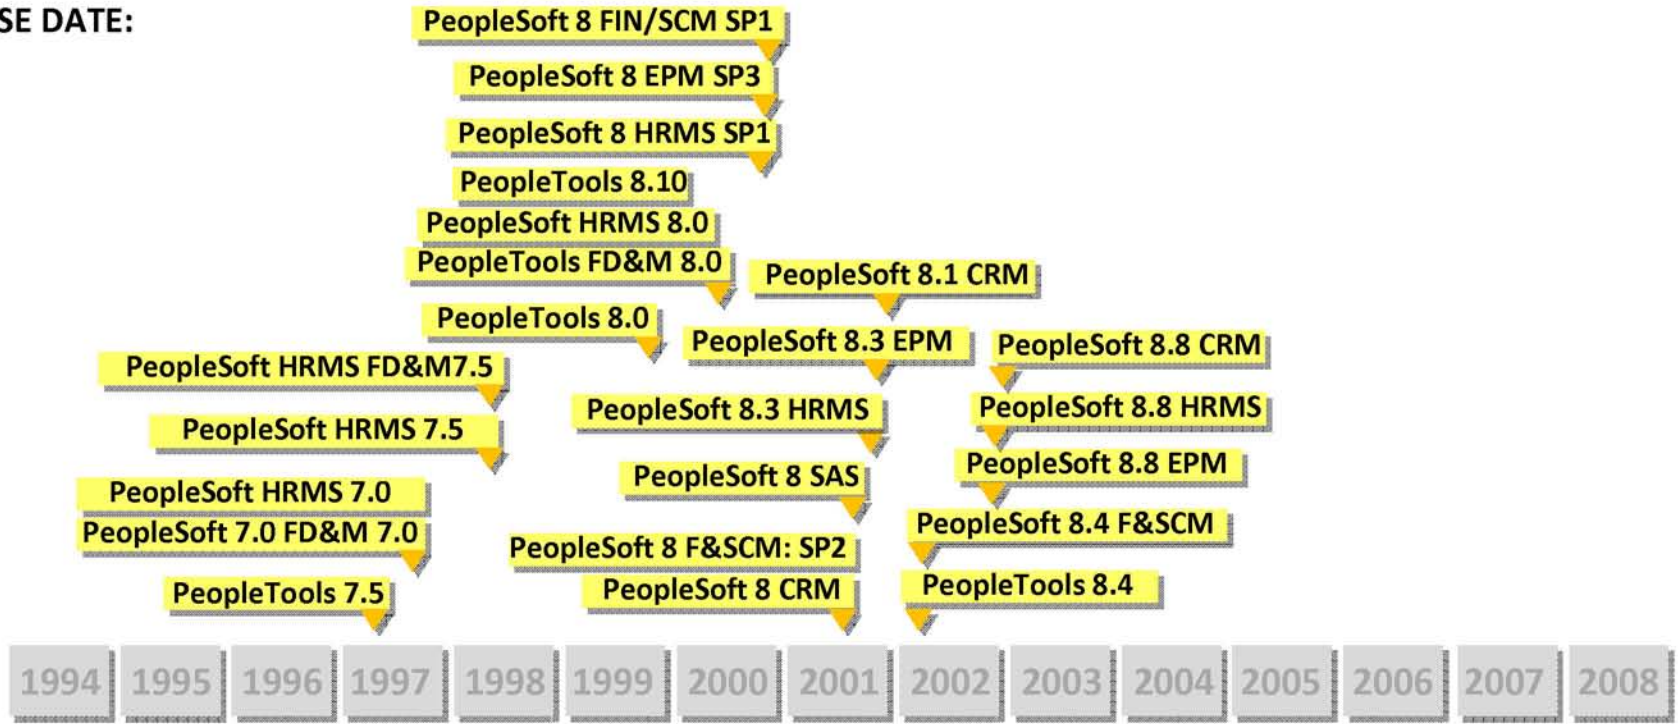 SE DATE:
PeopleSoft 8 FIN/SCM SP1
PeopleSoft 8 EPM SP3
PeopleSoft 8 HRMS SP1
PeopleTools 8.10
PeopleSoft HRMS 8.0
PeopleTools FD&M 8.0
PeopleSoft 8.1 CRM
PeopleTools 8.0
PeopleSoft 8.3 EPM
PeopleSoft 8.8 CRM
PeopleSoft HRMS FD&M7.5
PeopleSoft 8.3 HRMS
PeopleSoft 8.8 HRMS
PeopleSoft HRMS 7.5
PeopleSoft 8 SAS
PeopleSoft 8.8 EPM
PeopleSoft HRMS 7.0
PeopleSoft 7.0 FD&M 7.0
PeopleSoft 8.4 F&SCM
PeopleSoft 8 F&SCM: SP2
PeopleSoft 8 CRM
PeopleTools 8.4
PeopleTools 7.5
1994 1995 1996 1997 1998 1999 2000 2001 2002 2003 2004 2005 2006 2007 2008